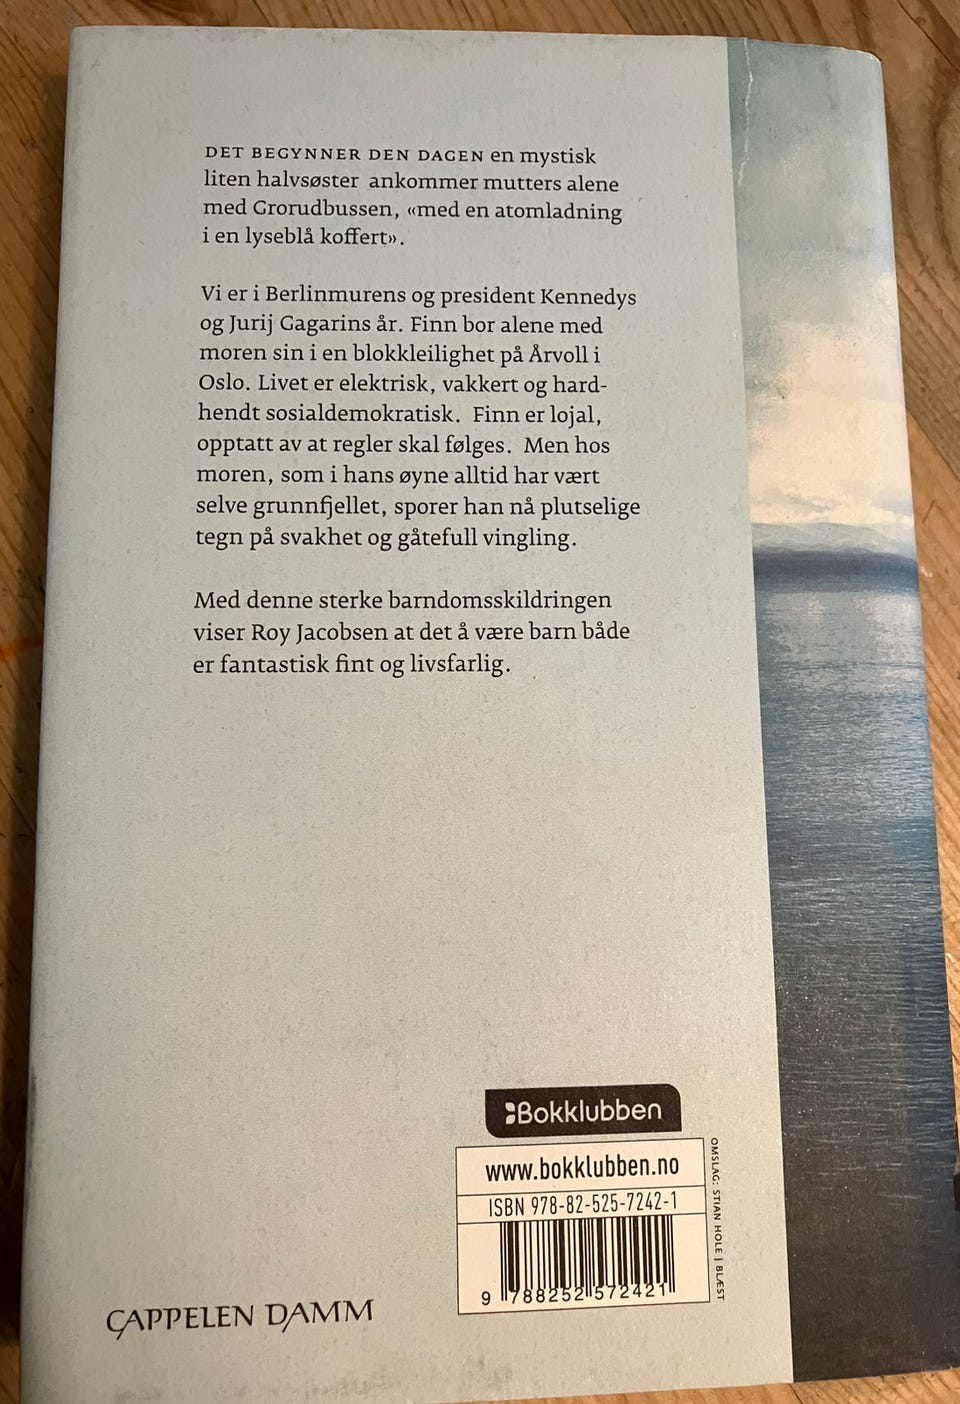 DET BEGYNNER DEN DAGEN en mystisk
liten halvsøster ankommer mutters alene
med Grorudbussen, «med en atomladning
i en lyseblå koffert».
Vi er i Berlinmurens og president Kennedys
og Jurij Gagarins år. Finn bor alene med
moren sin i en blokkleilighet på Årvoll i
Oslo. Livet er elektrisk, vakkert og hard-
hendt sosialdemokratisk. Finn er lojal,
opptatt av at regler skal følges. Men hos
moren, som i hans øyne alltid har vært
selve grunnfjellet, sporer han nå plutselige
tegn på svakhet og gåtefull vingling.
Med denne sterke barndomsskildringen
viser Roy Jacobsen at det å være barn både
er fantastisk fint og livsfarlig.
Bokklubben
www.bokklubben.no
ISBN 978-82-525-7242-1
9 788252 572421
OMSLAG: STIAN HOLE | BLÆST
CAPPELEN DAMM